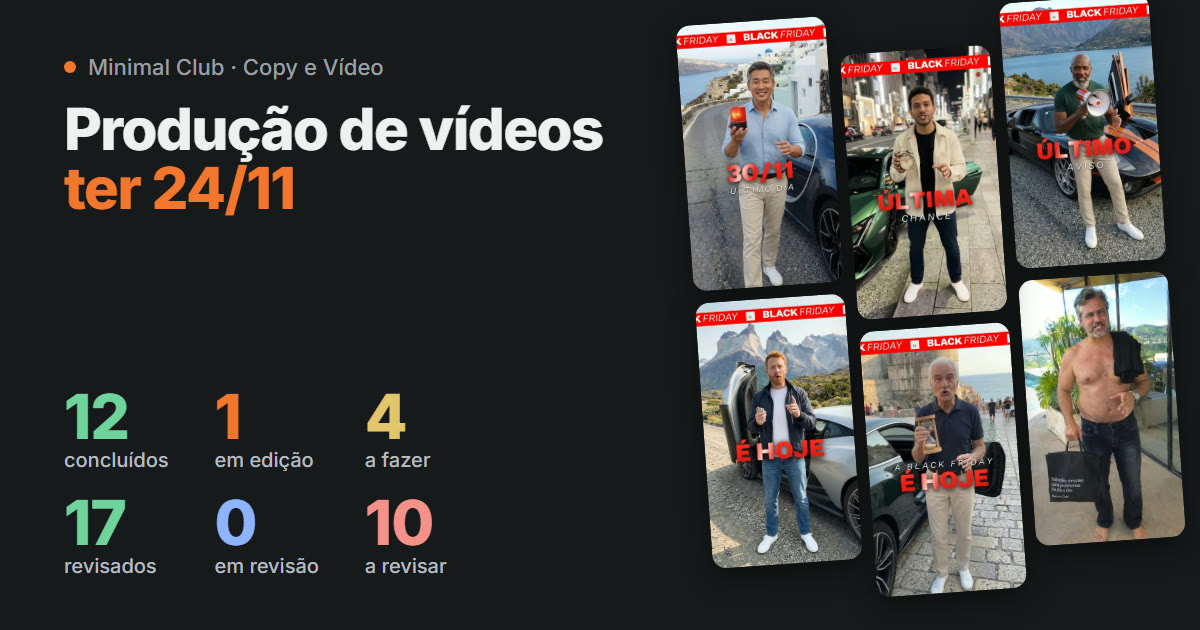 Minimal Club · Copy e Vídeo
Produção de vídeos
ter 24/11
12
concluídos
1
em edição
4
a fazer
17
revisados
0
em revisão
10
a revisar
FRIDAY BLACK FRIDAY
30/11
ÚLTIMO DIA
FRIDAY BLACK FRIDAY
ÚLTIMA
CHANCE
FRIDAY BLACK FRIDAY
ÚLTIMO
AVISO
FRIDAY BLACK FRIDAY
É HOJE
FRIDAY BLACK FRIDAY
A BLACK FRIDAY
É HOJE